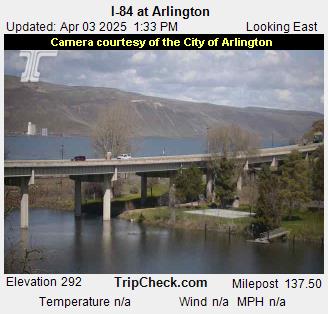 I-84 at Arlington
Updated: Apr 03 2025 1:33 PM Looking East
Camera courtesy of the City of Arlington
Elevation 292 TripCheck.com Milepost 137.50
Temperature n/a Wind n/a MPH n/a